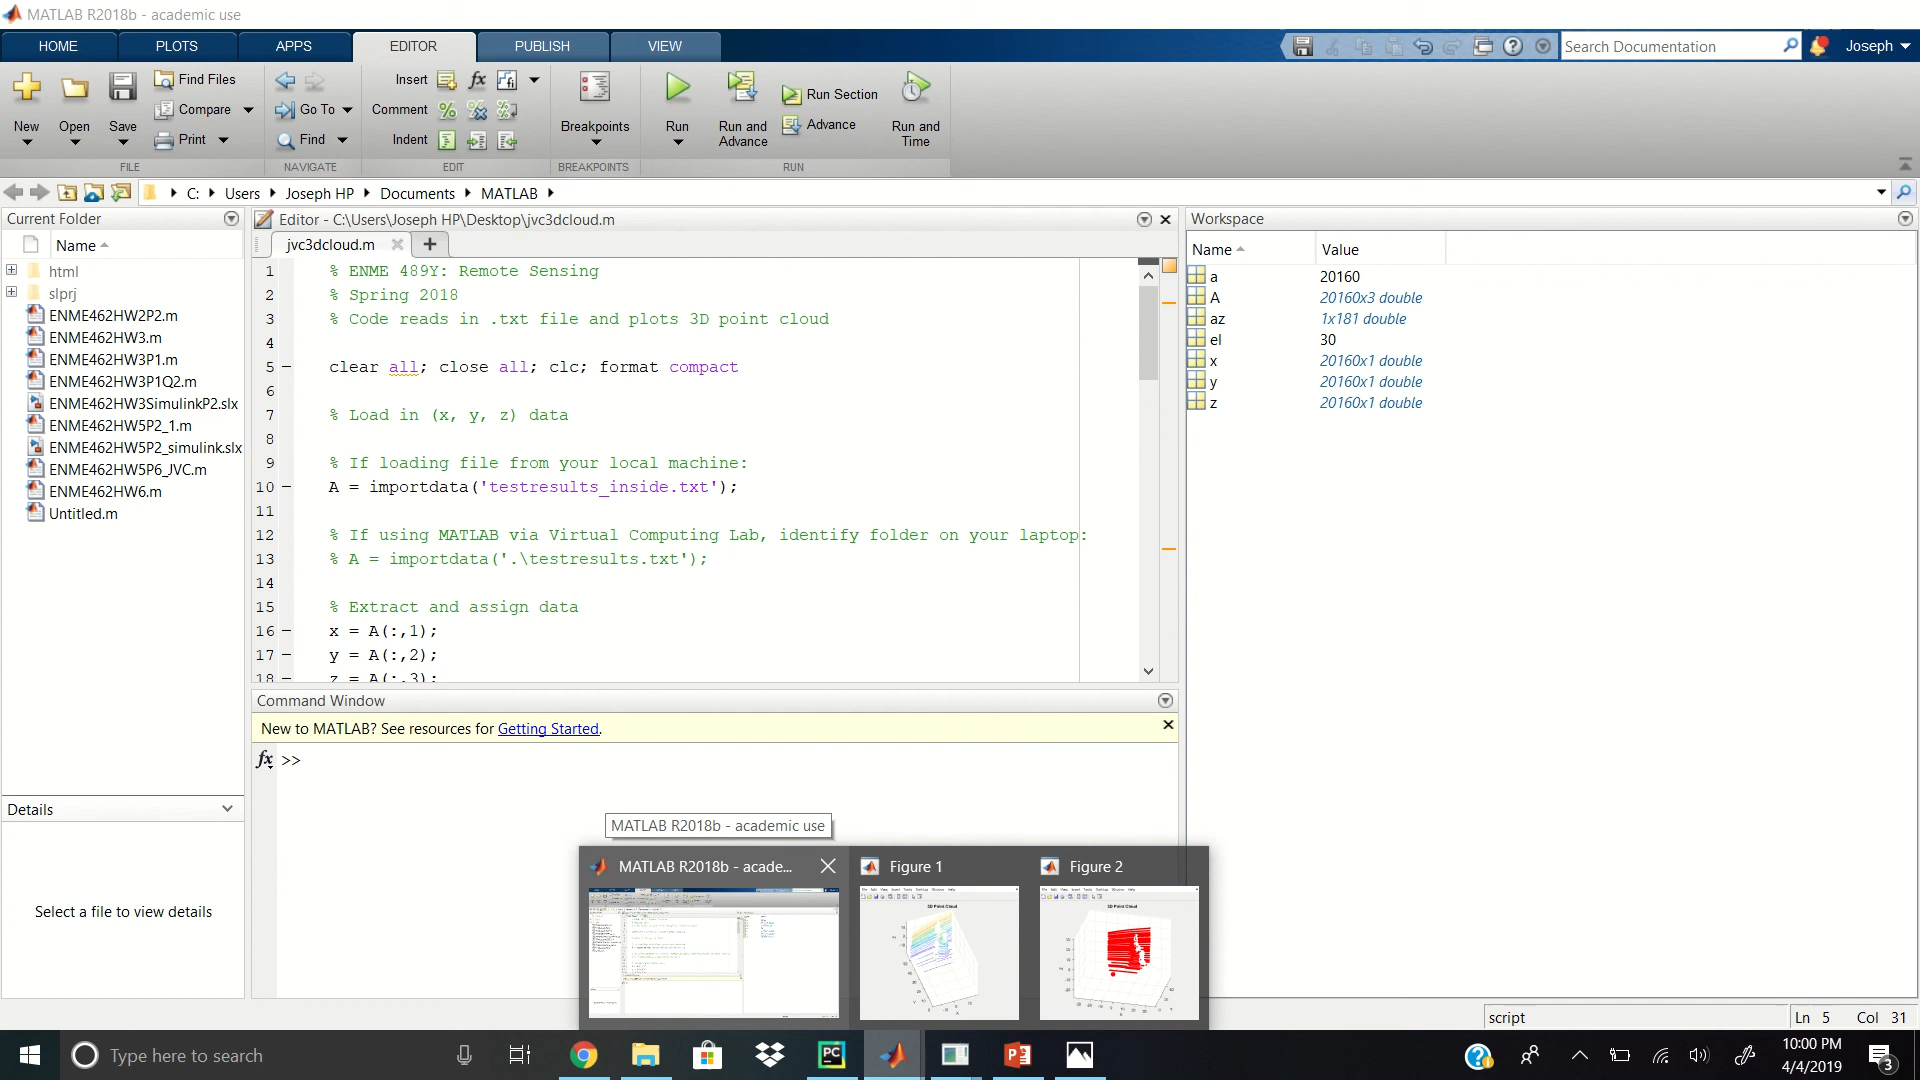 MATLAB R2018b - academic use
HOME PLOTS APPS EDITOR PUBLISH VIEW
Search Documentation
Joseph
New Open Save
Find Files
Compare
Print
FILE
Go To
Find
NAVIGATE
Insert
Comment
Indent
EDIT
Breakpoints
BREAKPOINTS
Run
Run and Advance
Run Section
Advance
Run and Time
RUN
C: Users Joseph HP Documents MATLAB
Current Folder
Name
html
slprj
ENME462HW2P2.m
ENME462HW3.m
ENME462HW3P1.m
ENME462HW3P1Q2.m
ENME462HW3SimulinkP2.slx
ENME462HW5P2_1.m
ENME462HW5P2_simulink.slx
ENME462HW5P6_JVC.m
ENME462HW6.m
Untitled.m
Details
Select a file to view details
Editor - C:\Users\Joseph HP\Desktop\jvc3dcloud.m
jvc3dcloud.m
1 % ENME 489Y: Remote Sensing
2 % Spring 2018
3 % Code reads in .txt file and plots 3D point cloud
4
5 clear all; close all; clc; format compact
6
7 % Load in (x, y, z) data
8
9 % If loading file from your local machine:
10 A = importdata('testresults_inside.txt');
11
12 % If using MATLAB via Virtual Computing Lab, identify folder on your laptop:
13 % A = importdata('.\testresults.txt');
14
15 % Extract and assign data
16 x = A(:,1);
17 y = A(:,2);
18 z = A(:,3);
Command Window
New to MATLAB? See resources for Getting Started.
fx >>
Workspace
Name Value
a 20160
A 20160x3 double
az 1x181 double
el 30
x 20160x1 double
y 20160x1 double
z 20160x1 double
MATLAB R2018b - academic use
MATLAB R2018b - acade...
Figure 1
Figure 2
3D Point Cloud
3D Point Cloud
script
Ln 5 Col 31
Type here to search
10:00 PM
4/4/2019
3